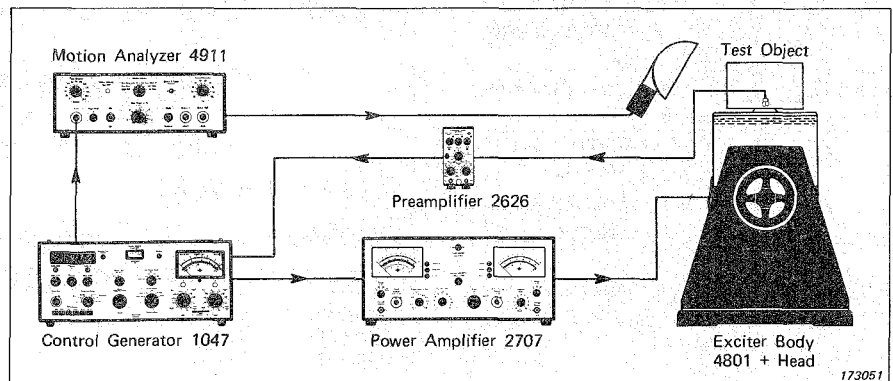 Motion Analyzer 4911
Test Object
Preamplifier 2626
Control Generator 1047
Power Amplifier 2707
Exciter Body
4801 + Head
173051